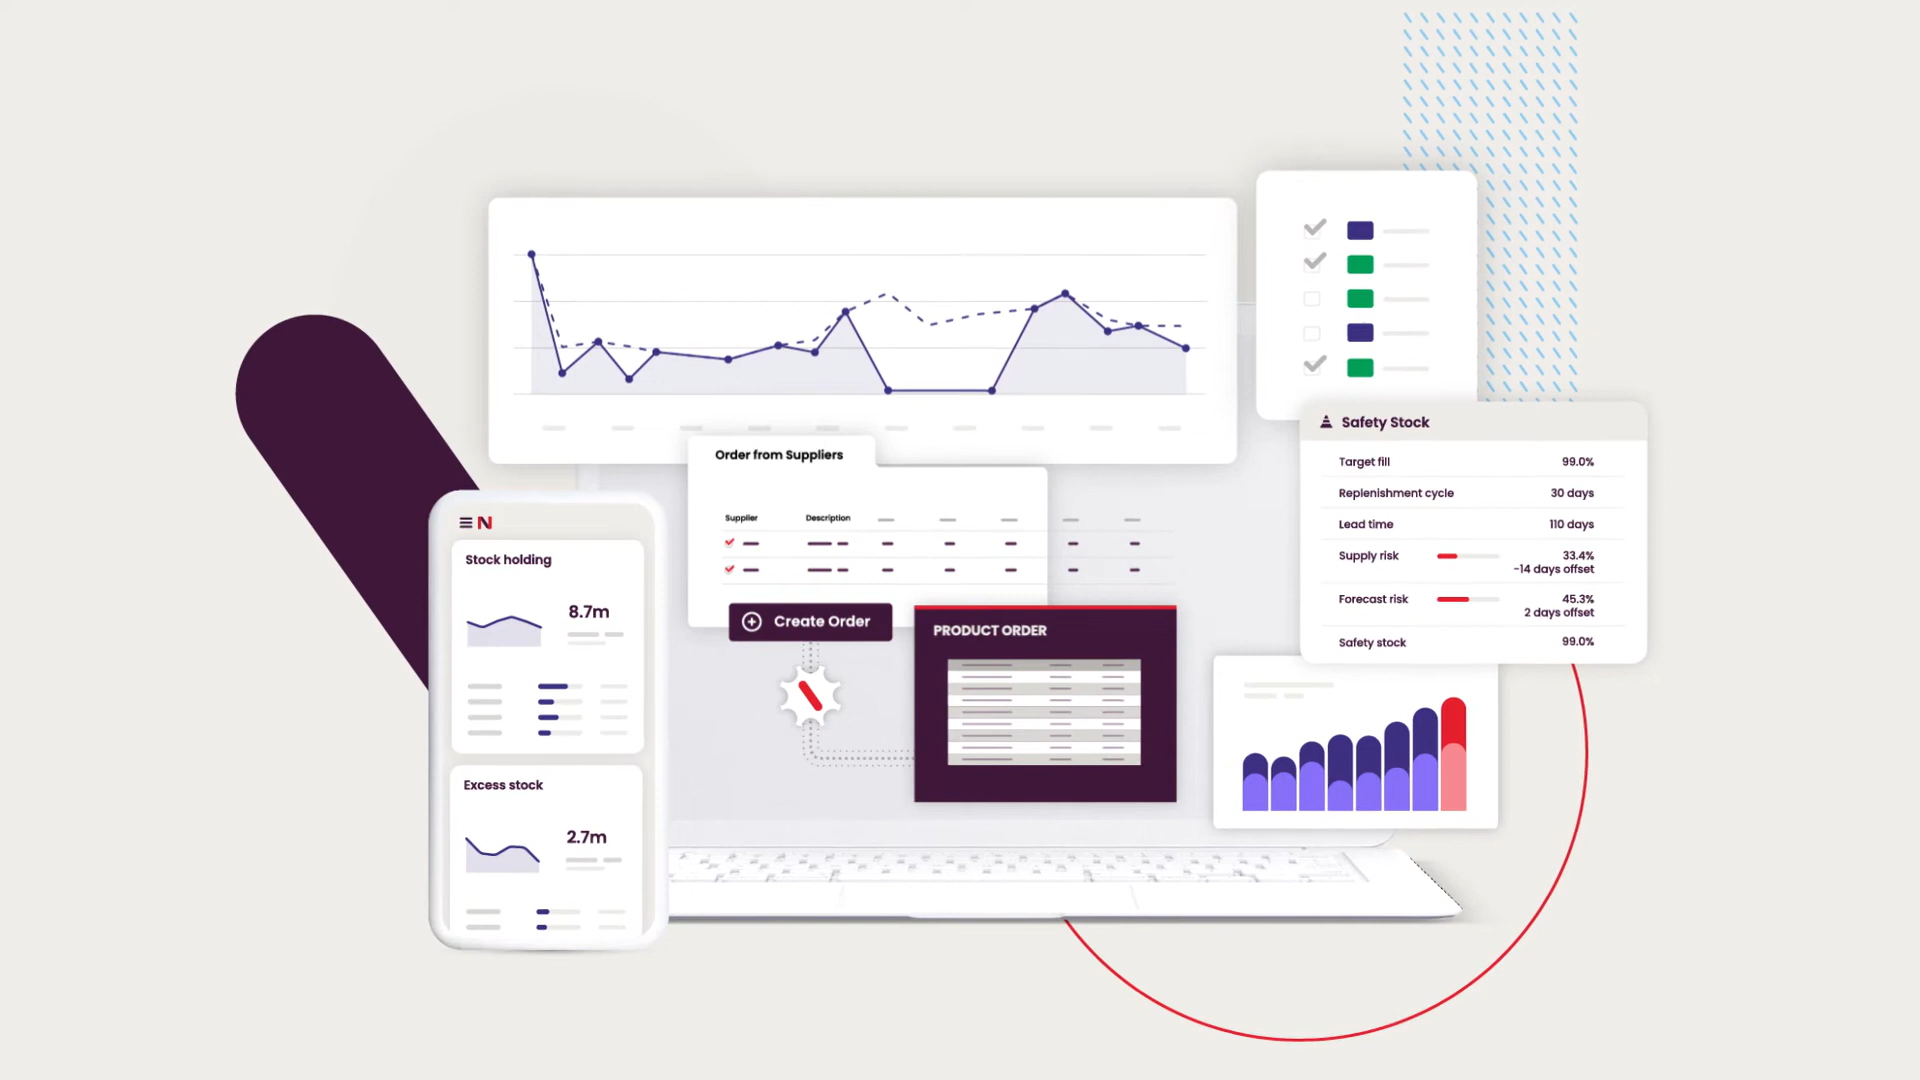 Order from Suppliers
Supplier Description
Create Order
PRODUCT ORDER
N
Stock holding
8.7m
Excess stock
2.7m
Safety Stock
Target fill 99.0%
Replenishment cycle 30 days
Lead time 110 days
Supply risk 33.4%
-14 days offset
Forecast risk 45.3%
2 days offset
Safety stock 99.0%